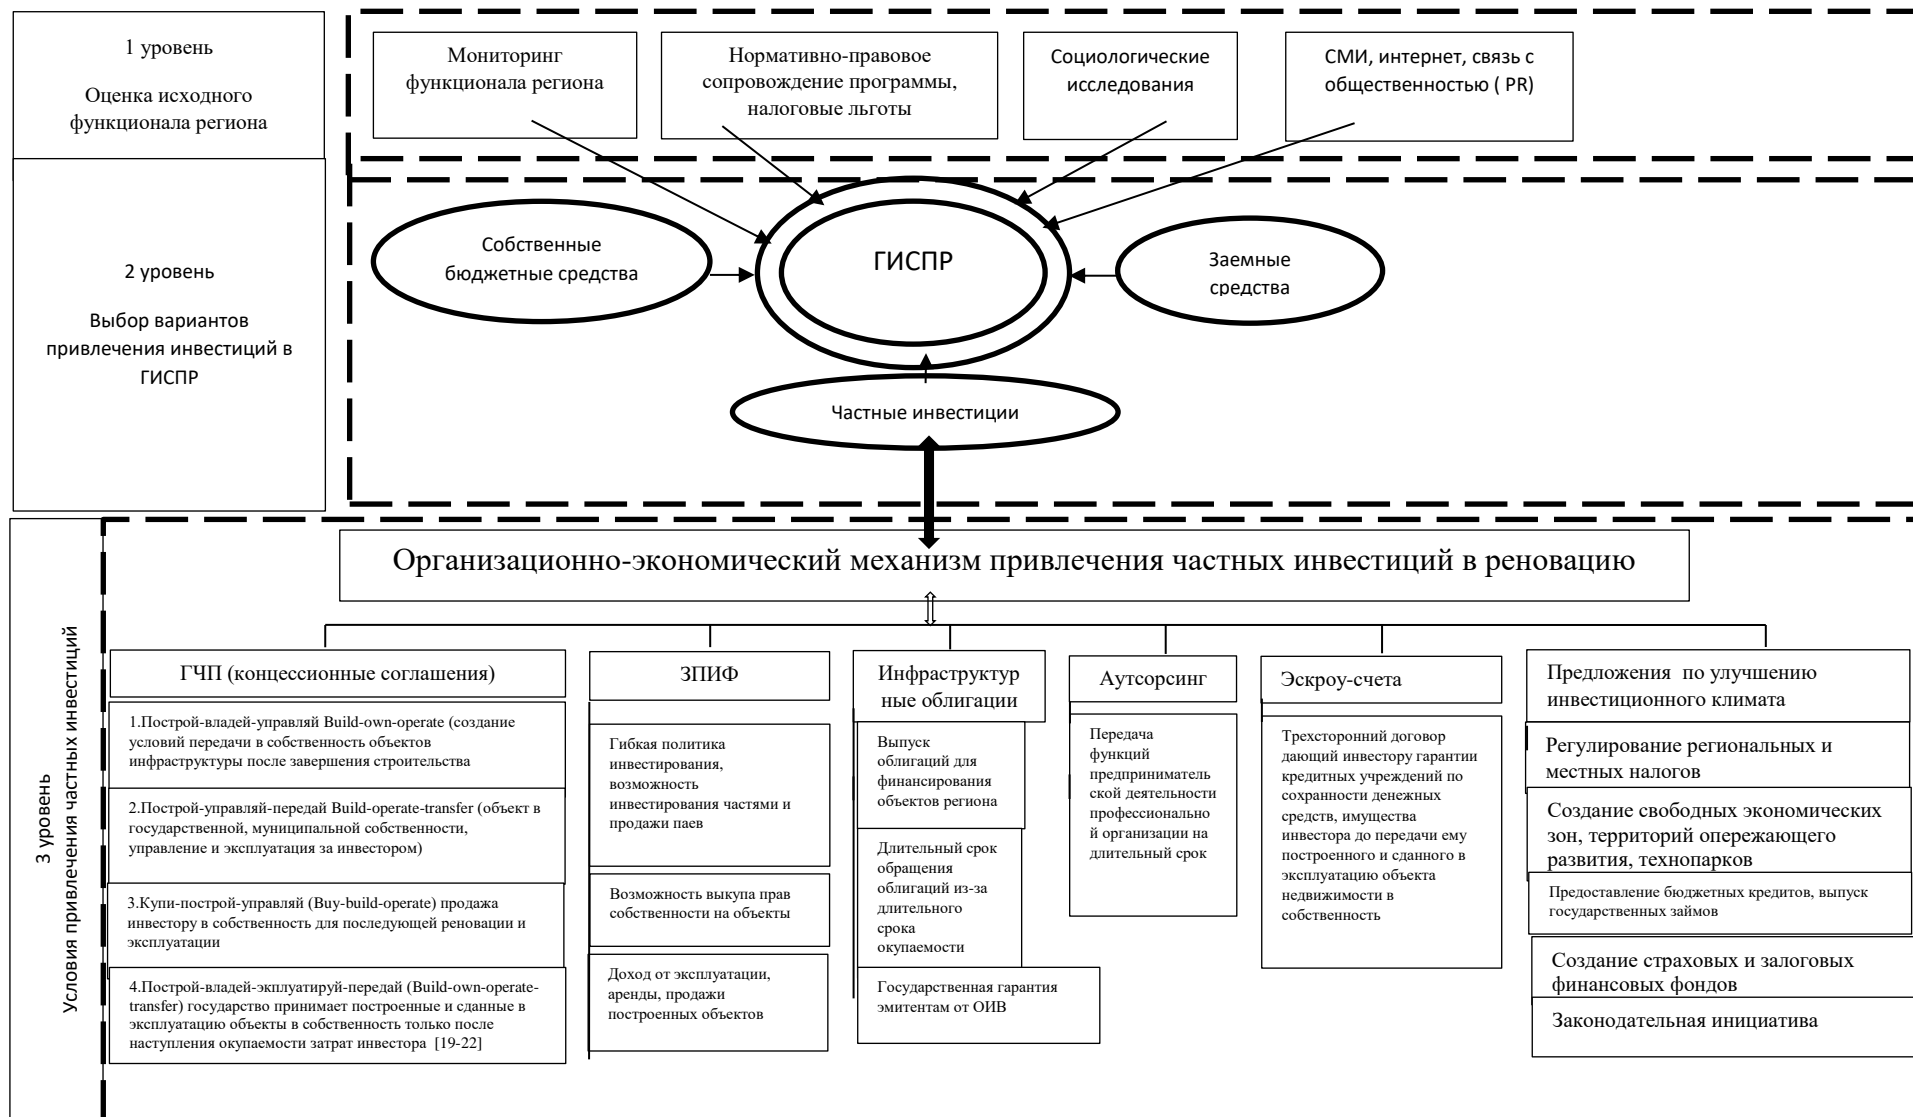 1 уровень
Оценка исходного
функционала региона
Мониторинг
функционала региона
Нормативно-правовое
сопровождение программы,
налоговые льготы
Социологические
исследования
СМИ, интернет, связь с
общественностью ( PR)
2 уровень
Выбор вариантов
привлечения инвестиций в
ГИСПР
Собственные
бюджетные средства
ГИСПР
Заемные
средства
Частные инвестиции
3 уровень
Условия привлечения частных инвестиций
Организационно-экономический механизм привлечения частных инвестиций в реновацию
ГЧП (концессионные соглашения)
1.Построй-владей-управляй Build-own-operate (создание
условий передачи в собственность объектов
инфраструктуры после завершения строительства
2.Построй-управляй-передай Build-operate-transfer (объект в
государственной, муниципальной собственности,
управление и эксплуатация за инвестором)
3.Купи-построй-управляй (Buy-build-operate) продажа
инвестору в собственность для последующей реновации и
эксплуатации
4.Построй-владей-экплуатируй-передай (Build-own-operate-
transfer) государство принимает построенные и сданные в
эксплуатацию объекты в собственность только после
наступления окупаемости затрат инвестора [19-22]
ЗПИФ
Гибкая политика
инвестирования,
возможность
инвестирования частями и
продажи паев
Возможность выкупа прав
собственности на объекты
Доход от эксплуатации,
аренды, продажи
построенных объектов
Инфраструктур
ные облигации
Выпуск
облигаций для
финансирования
объектов региона
Длительный срок
обращения
облигаций из-за
длительного
срока
окупаемости
Государственная гарантия
эмитентам от ОИВ
Аутсорсинг
Передача
функций
предприниматель
ской деятельности
профессионально
й организации на
длительный срок
Эскроу-счета
Трехсторонний договор
дающий инвестору гарантии
кредитных учреждений по
сохранности денежных
средств, имущества
инвестора до передачи ему
построенного и сданного в
эксплуатацию объекта
недвижимости в
собственность
Предложения по улучшению
инвестиционного климата
Регулирование региональных и
местных налогов
Создание свободных экономических
зон, территорий опережающего
развития, технопарков
Предоставление бюджетных кредитов, выпуск
государственных займов
Создание страховых и залоговых
финансовых фондов
Законодательная инициатива